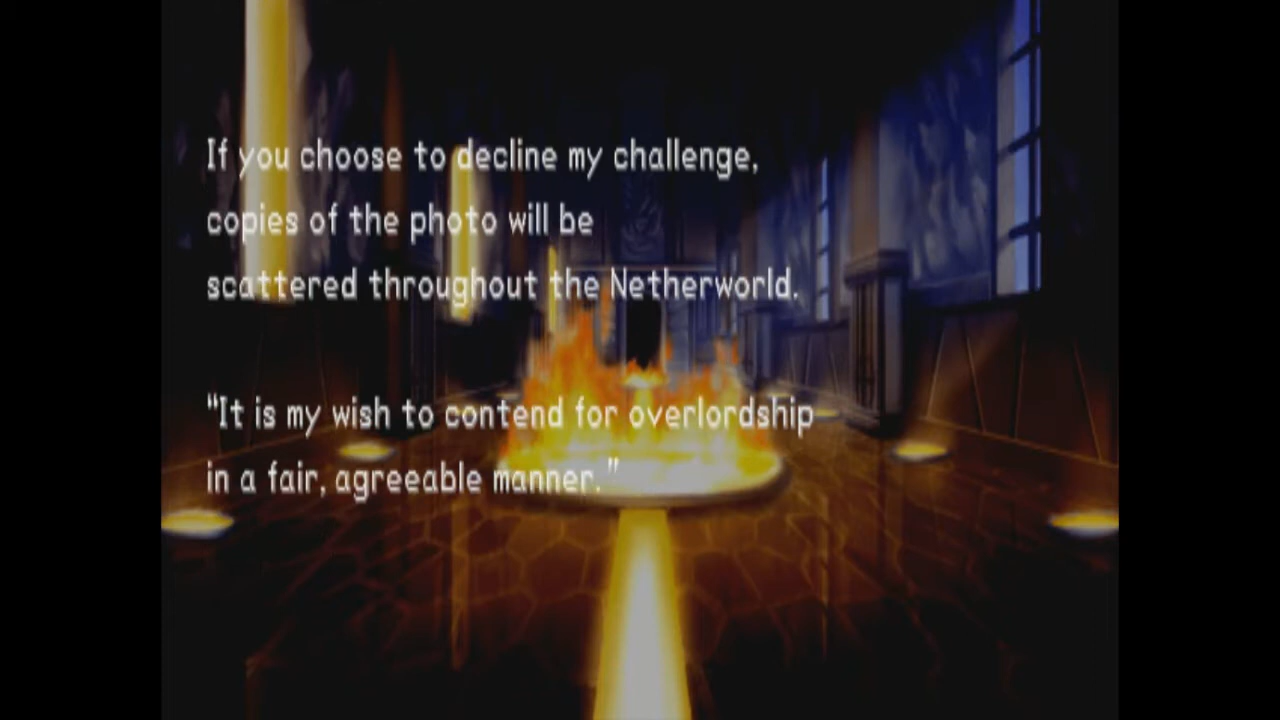 If you choose to decline my challenge,
copies of the photo will be
scattered throughout the Netherworld.
"It is my wish to contend for overlordship
in a fair, agreeable manner."